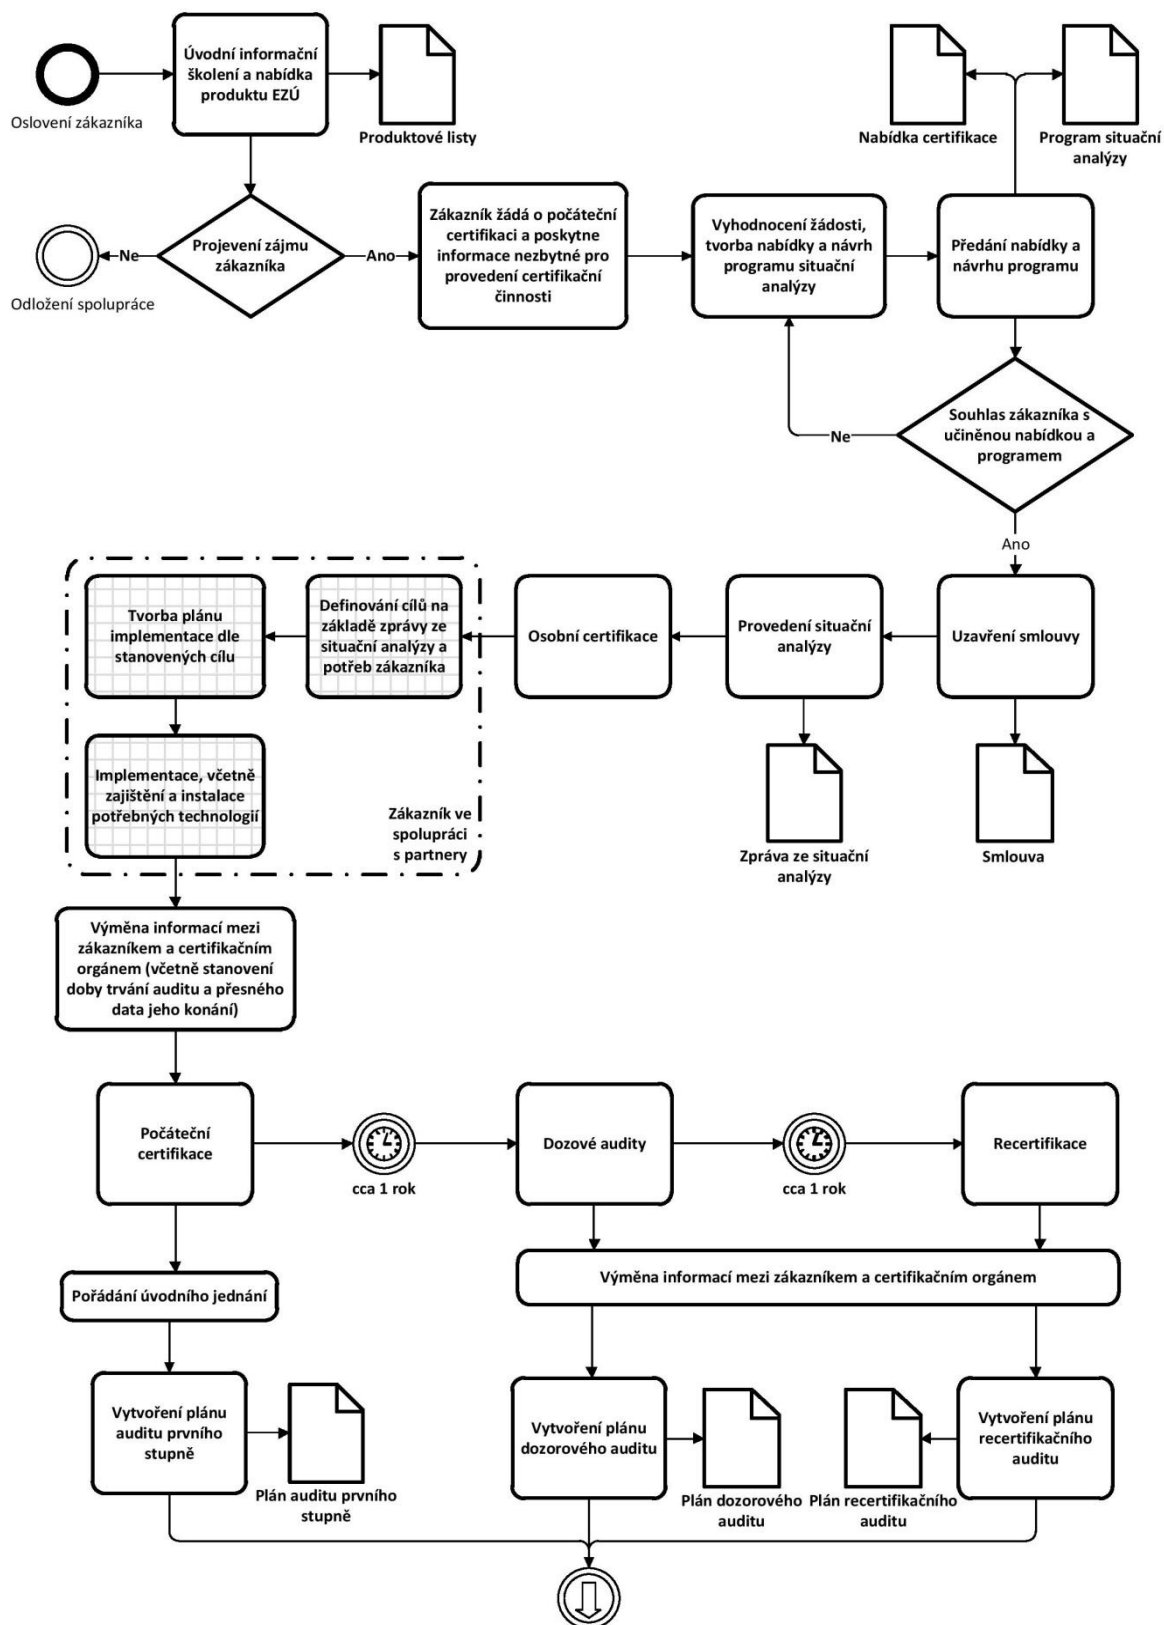 Úvodní informační
školení a nabídka
produktu EZÚ
Oslovení zákazníka
Produktové listy
Nabídka certifikace
Program situační
analýzy
Projevení zájmu
zákazníka
Ne
Ano
Odložení spolupráce
Zákazník žádá o počáteční
certifikaci a poskytne
informace nezbytné pro
provedení certifikační
činnosti
Vyhodnocení žádosti,
tvorba nabídky a návrh
programu situační
analýzy
Předání nabídky a
návrhu programu
Souhlas zákazníka s
učiněnou nabídkou a
programem
Ne
Ano
Tvorba plánu
implementace dle
stanovených cílu
Definování cílů na
základě zprávy ze
situační analýzy a
potřeb zákazníka
Osobní certifikace
Provedení situační
analýzy
Uzavření smlouvy
Implementace, včetně
zajištění a instalace
potřebných technologií
Zákazník ve
spolupráci
s partnery
Zpráva ze situační
analýzy
Smlouva
Výměna informací mezi
zákazníkem a certifikačním
orgánem (včetně stanovení
doby trvání auditu a přesného
data jeho konání)
Počáteční
certifikace
cca 1 rok
Dozové audity
cca 1 rok
Recertifikace
Pořádání úvodního jednání
Výměna informací mezi zákazníkem a certifikačním orgánem
Vytvoření plánu
auditu prvního
stupně
Plán auditu prvního
stupně
Vytvoření plánu
dozorového auditu
Plán dozorového
auditu
Plán recertifikačního
auditu
Vytvoření plánu
recertifikačního
auditu